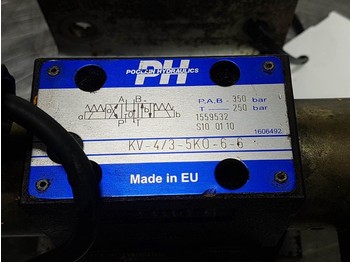 PH
POCLAIN HYDRAULICS
A B
a b
P T
P,A,B - 350 bar
T - 250 bar
1559532
S10 01 10
1606492
KV-4/3-5KO-6-6
Made in EU